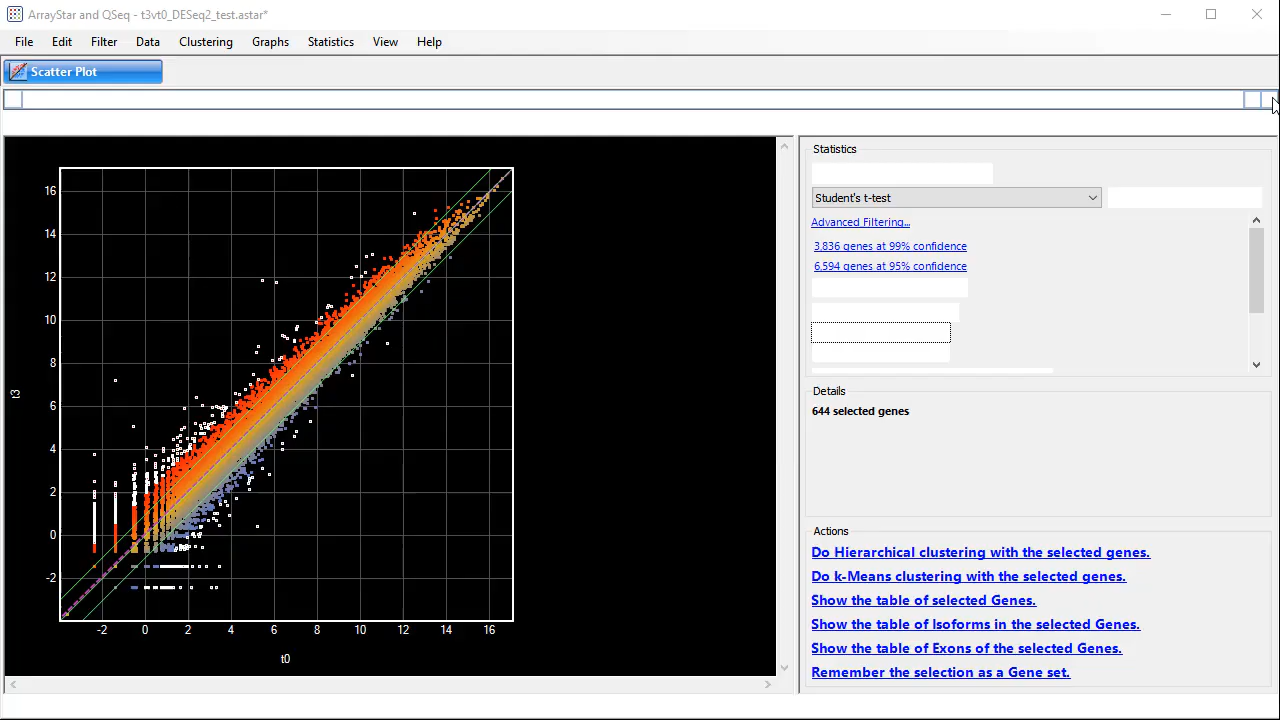 ArrayStar and QSeq - t3vt0_DESeq2_test.astar*
File Edit Filter Data Clustering Graphs Statistics View Help
Scatter Plot
Statistics
Student's t-test
Advanced Filtering...
3,836 genes at 99% confidence
6,594 genes at 95% confidence
Details
644 selected genes
Actions
Do Hierarchical clustering with the selected genes.
Do k-Means clustering with the selected genes.
Show the table of selected Genes.
Show the table of Isoforms in the selected Genes.
Show the table of Exons of the selected Genes.
Remember the selection as a Gene set.
16
14
12
10
8
6
4
2
0
-2
t3
-2 0 2 4 6 8 10 12 14 16
t0